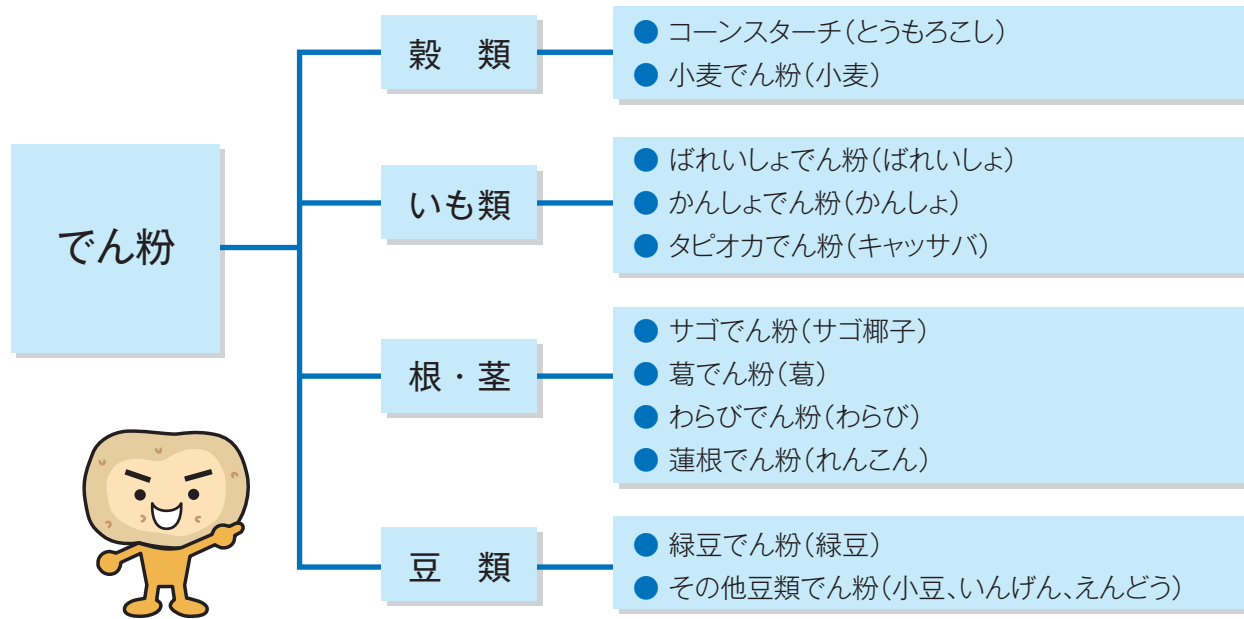 でん粉
穀　類
● コーンスターチ(とうもろこし)
● 小麦でん粉(小麦)
いも類
● ばれいしょでん粉(ばれいしょ)
● かんしょでん粉(かんしょ)
● タピオカでん粉(キャッサバ)
根・茎
● サゴでん粉(サゴ椰子)
● 葛でん粉(葛)
● わらびでん粉(わらび)
● 蓮根でん粉(れんこん)
豆　類
● 緑豆でん粉(緑豆)
● その他豆類でん粉(小豆、いんげん、えんどう)